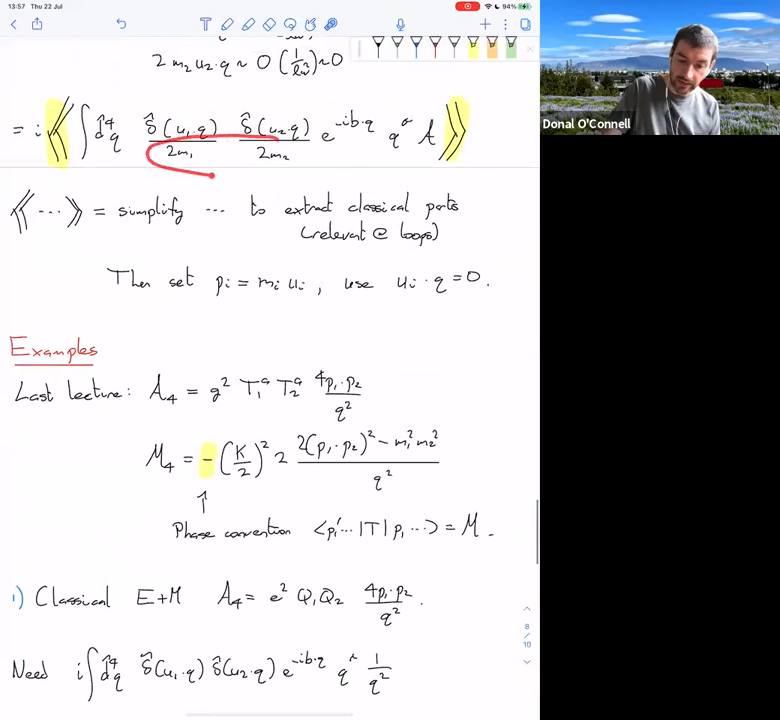 13:57 Thu 22 Jul
94%
2 m₂ u₂·q ~ O(1/lw²) ~ 0
= i ⟪ ∫ d̂⁴q δ̂(u₁·q)/2m₁ δ̂(u₂·q)/2m₂ e^{-ib·q} q^μ A ⟫
⟪ ··· ⟫ = simplify ··· to extract classical parts
(relevant @ loops)
Then set pᵢ = mᵢ uᵢ, use uᵢ·q = 0.
Examples
Last lecture: A₄ = g² T₁ᵃ T₂ᵃ 4p₁·p₂/q²
M₄ = -(K/2)² 2 (2(p₁·p₂)² - m₁²m₂²)/q²
↑
Phase convention <p₁'···|T|p₁···> = M.
1) Classical E+M A₄ = e² Q₁Q₂ 4p₁·p₂/q².
Need i∫ d̂⁴q δ̂(u₁·q) δ̂(u₂·q) e^{-ib·q} q^μ 1/q²
Donal O'Connell
8
/
10